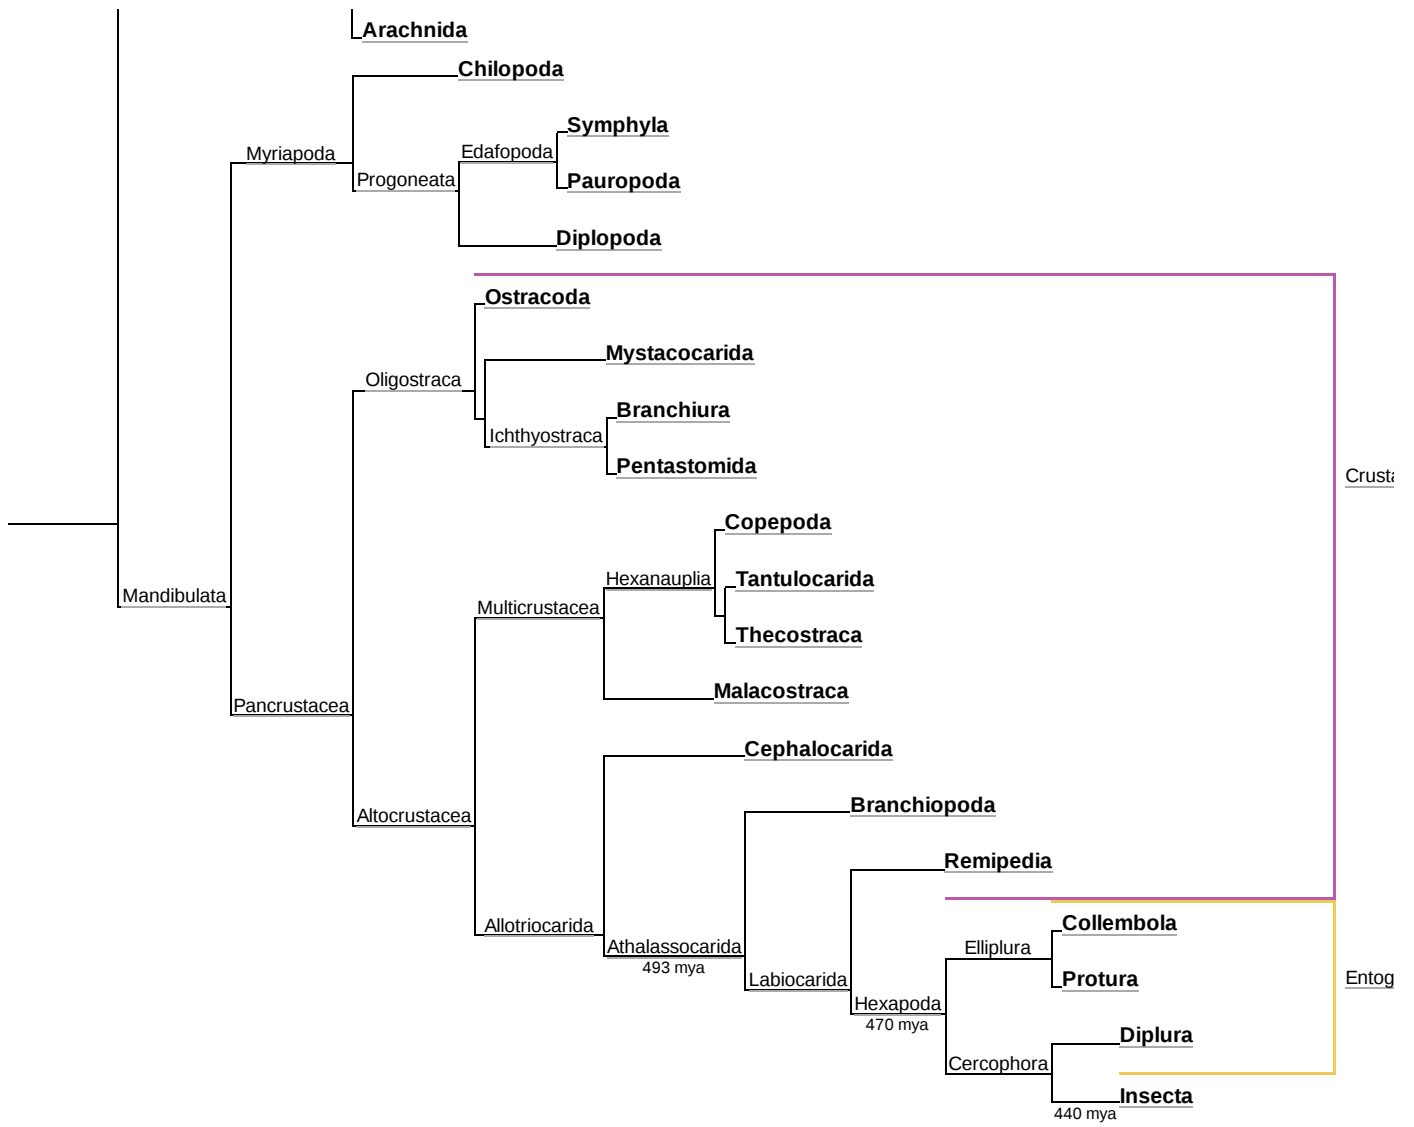 Arachnida
Chilopoda
Symphyla
Edafopoda
Myriapoda
Progoneata
Pauropoda
Diplopoda
Ostracoda
Mystacocarida
Oligostraca
Branchiura
Ichthyostraca
Pentastomida
Crusta
Copepoda
Hexanauplia
Tantulocarida
Mandibulata
Multicrustacea
Thecostraca
Malacostraca
Pancrustacea
Cephalocarida
Branchiopoda
Altocrustacea
Remipedia
Allotriocarida
Collembola
Athalassocarida
Elliplura
493 mya
Labiocarida
Protura
Entog
Hexapoda
470 mya
Diplura
Cercophora
Insecta
440 mya